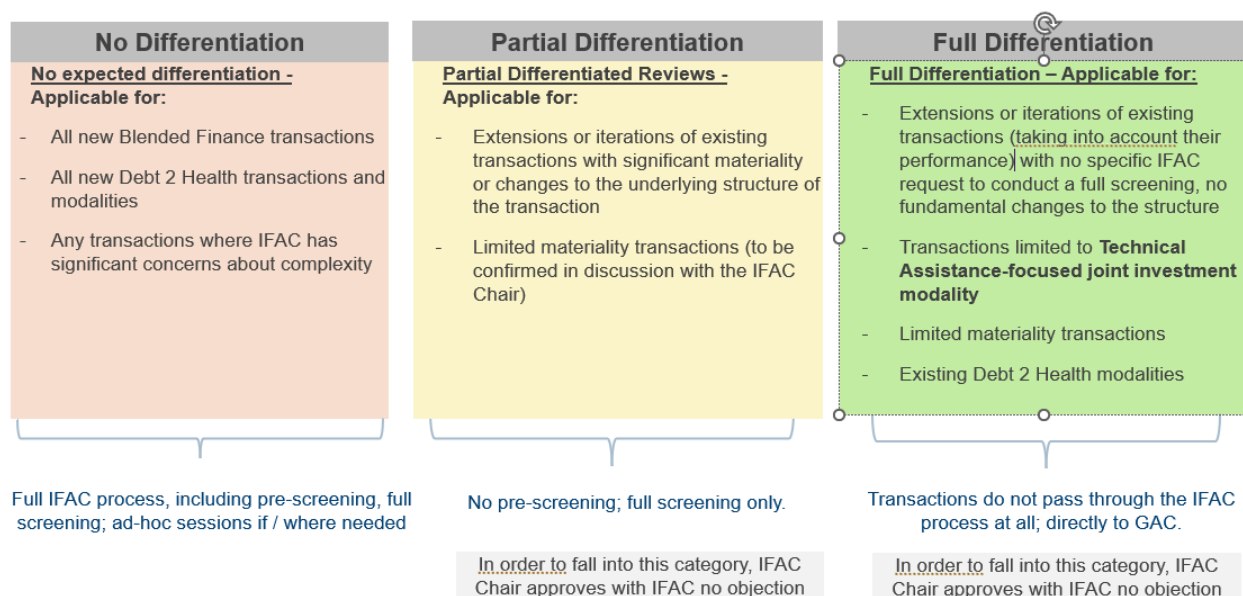 No Differentiation
No expected differentiation -
Applicable for:
- All new Blended Finance transactions
- All new Debt 2 Health transactions and
modalities
- Any transactions where IFAC has
significant concerns about complexity
Full IFAC process, including pre-screening, full
screening; ad-hoc sessions if / where needed
Partial Differentiation
Partial Differentiated Reviews -
Applicable for:
- Extensions or iterations of existing
transactions with significant materiality
or changes to the underlying structure of
the transaction
- Limited materiality transactions (to be
confirmed in discussion with the IFAC
Chair)
No pre-screening; full screening only.
In order to fall into this category, IFAC
Chair approves with IFAC no objection
Full Differentiation
Full Differentiation – Applicable for:
- Extensions or iterations of existing
transactions (taking into account their
performance) with no specific IFAC
request to conduct a full screening, no
fundamental changes to the structure
- Transactions limited to Technical
Assistance-focused joint investment
modality
- Limited materiality transactions
- Existing Debt 2 Health modalities
Transactions do not pass through the IFAC
process at all; directly to GAC.
In order to fall into this category, IFAC
Chair approves with IFAC no objection